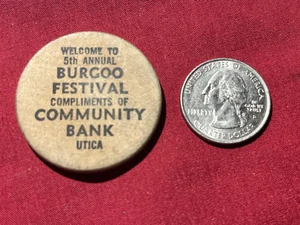 WELCOME TO
5th ANNUAL
BURGOO
FESTIVAL
COMPLIMENTS OF
COMMUNITY
BANK
UTICA
UNITED STATES OF AMERICA
LIBERTY
IN
GOD WE
TRUST
P
QUARTER DOLLAR